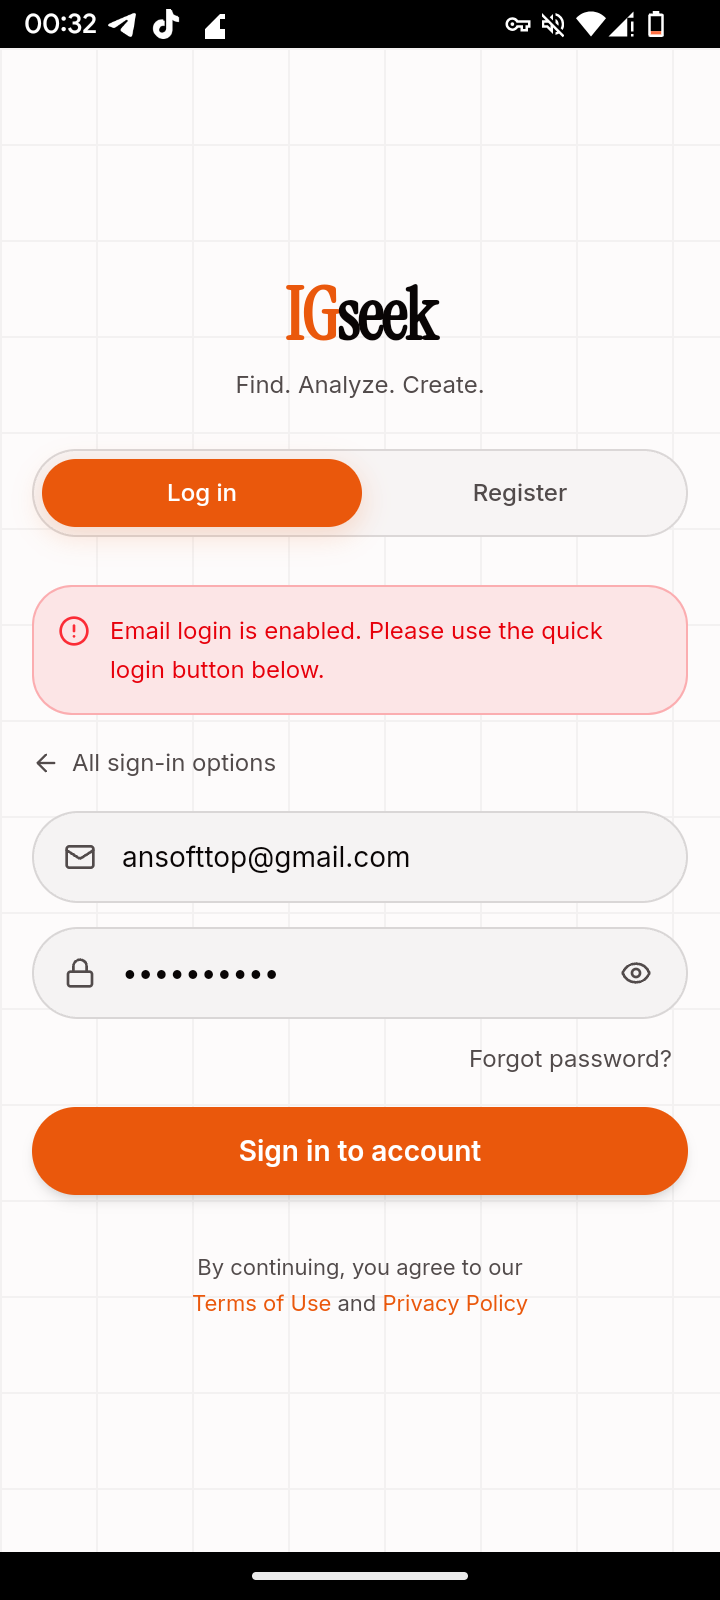 00:32
IGseek
Find. Analyze. Create.
Log in
Register
Email login is enabled. Please use the quick
login button below.
All sign-in options
ansofttop@gmail.com
••••••••••
Forgot password?
Sign in to account
By continuing, you agree to our
Terms of Use and Privacy Policy